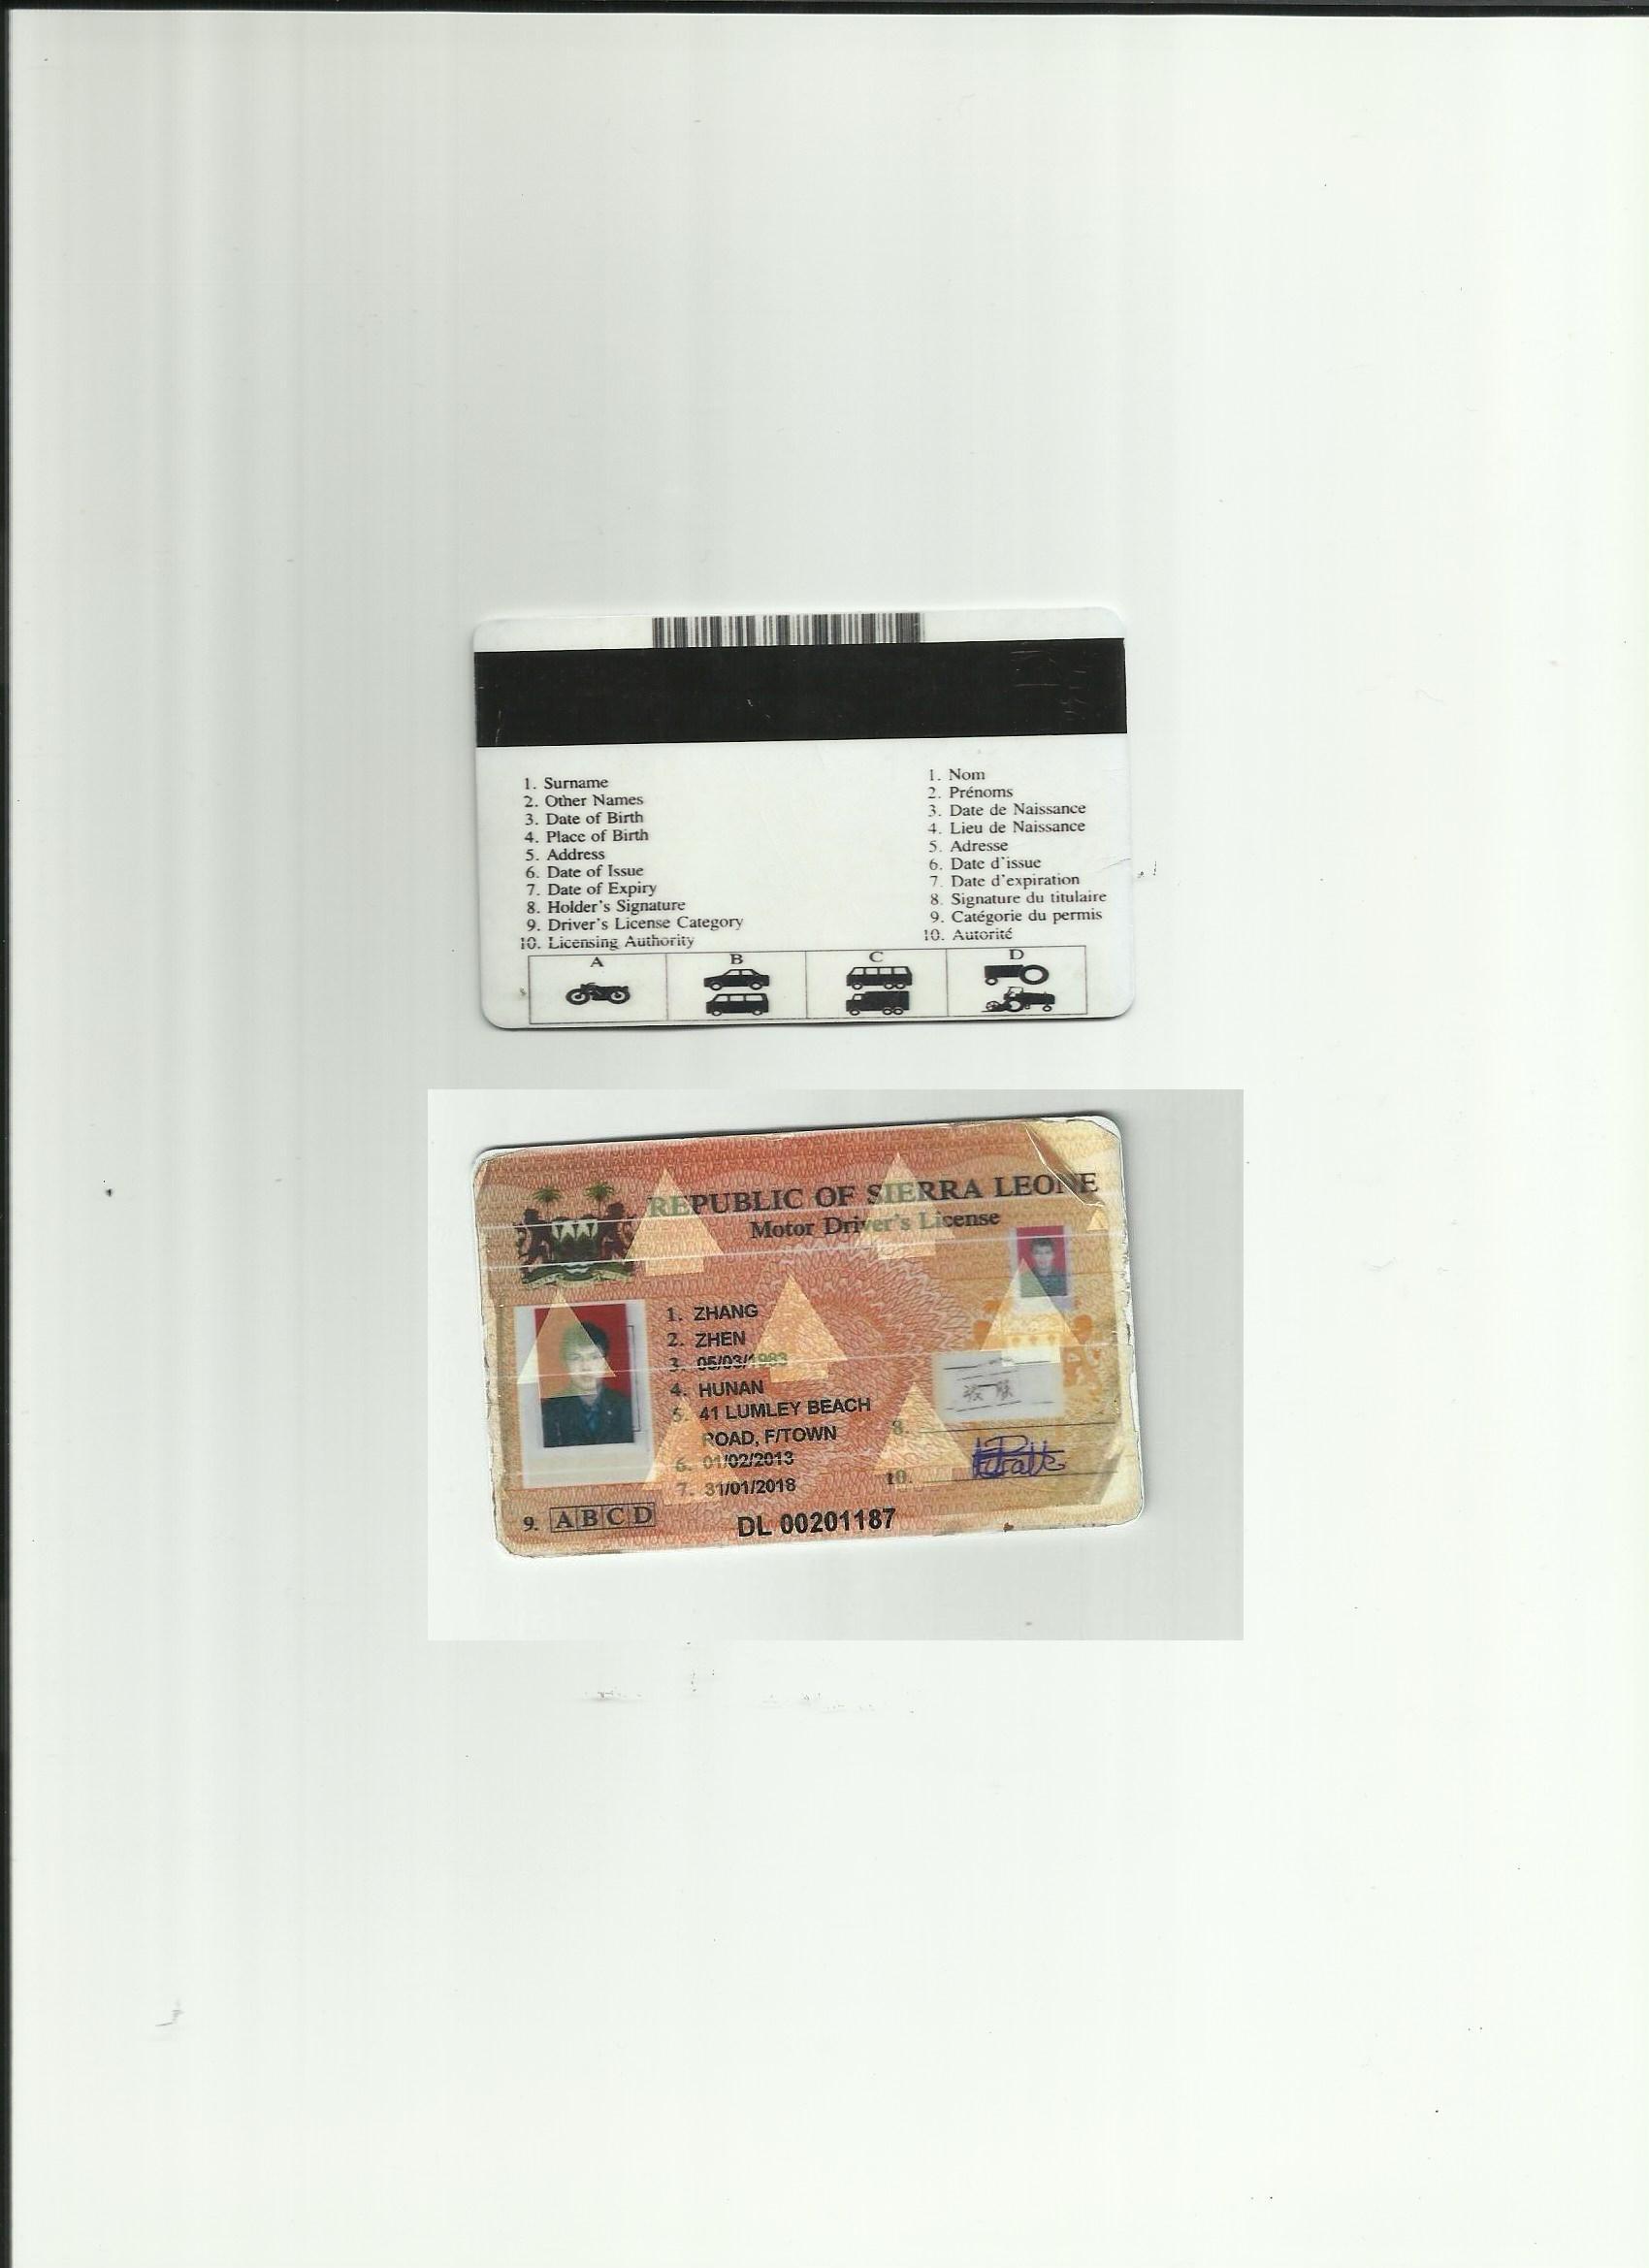 1. Surname
2. Other Names
3. Date of Birth
4. Place of Birth
5. Address
6. Date of Issue
7. Date of Expiry
8. Holder's Signature
9. Driver's License Category
10. Licensing Authority
1. Nom
2. Prénoms
3. Date de Naissance
4. Lieu de Naissance
5. Adresse
6. Date d'issue
7. Date d'expiration
8. Signature du titulaire
9. Catégorie du permis
10. Autorité
A B C D
REPUBLIC OF SIERRA LEONE
Motor Driver's License
1. ZHANG
2. ZHEN
3. 05/03/1983
4. HUNAN
5. 41 LUMLEY BEACH
ROAD, F/TOWN
6. 01/02/2013
7. 31/01/2018
8.
10.
9. A B C D
DL 00201187